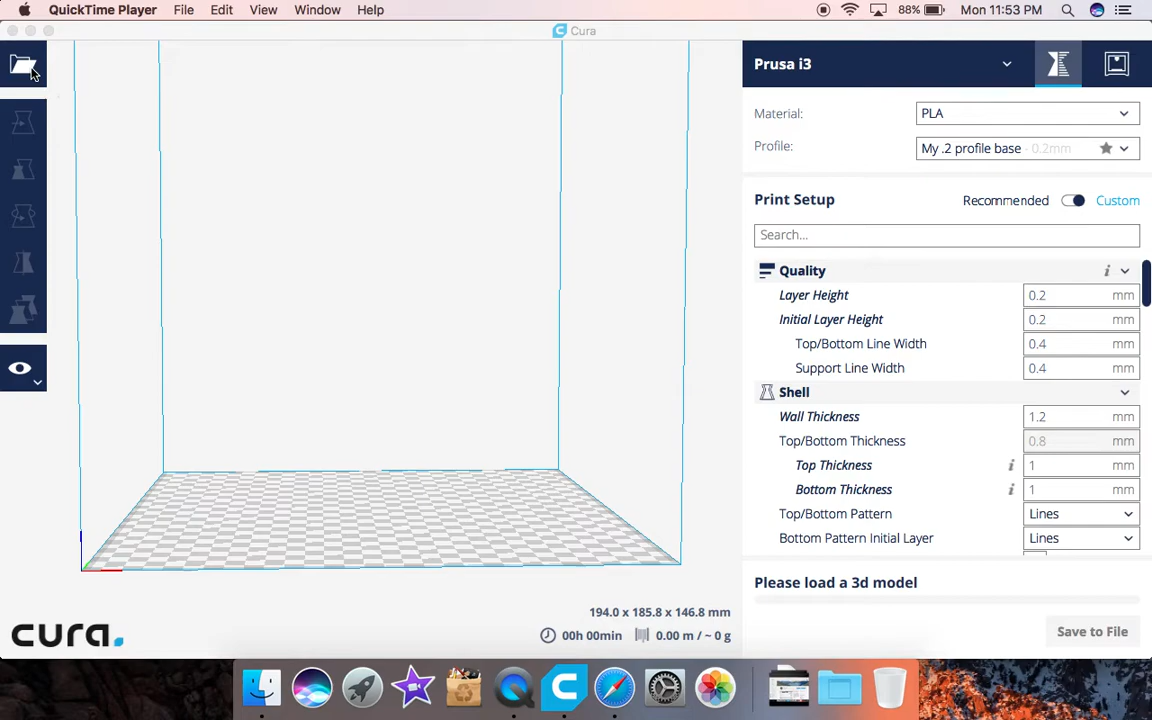 QuickTime Player File Edit View Window Help 88% Mon 11:53 PM
Cura
Prusa i3
Material: PLA
Profile: My .2 profile base - 0.2mm
Print Setup Recommended Custom
Search...
Quality
Layer Height 0.2 mm
Initial Layer Height 0.2 mm
Top/Bottom Line Width 0.4 mm
Support Line Width 0.4 mm
Shell
Wall Thickness 1.2 mm
Top/Bottom Thickness 0.8 mm
Top Thickness 1 mm
Bottom Thickness 1 mm
Top/Bottom Pattern Lines
Bottom Pattern Initial Layer Lines
Please load a 3d model
194.0 x 185.8 x 146.8 mm
00h 00min 0.00 m / ~ 0 g
Save to File
cura.